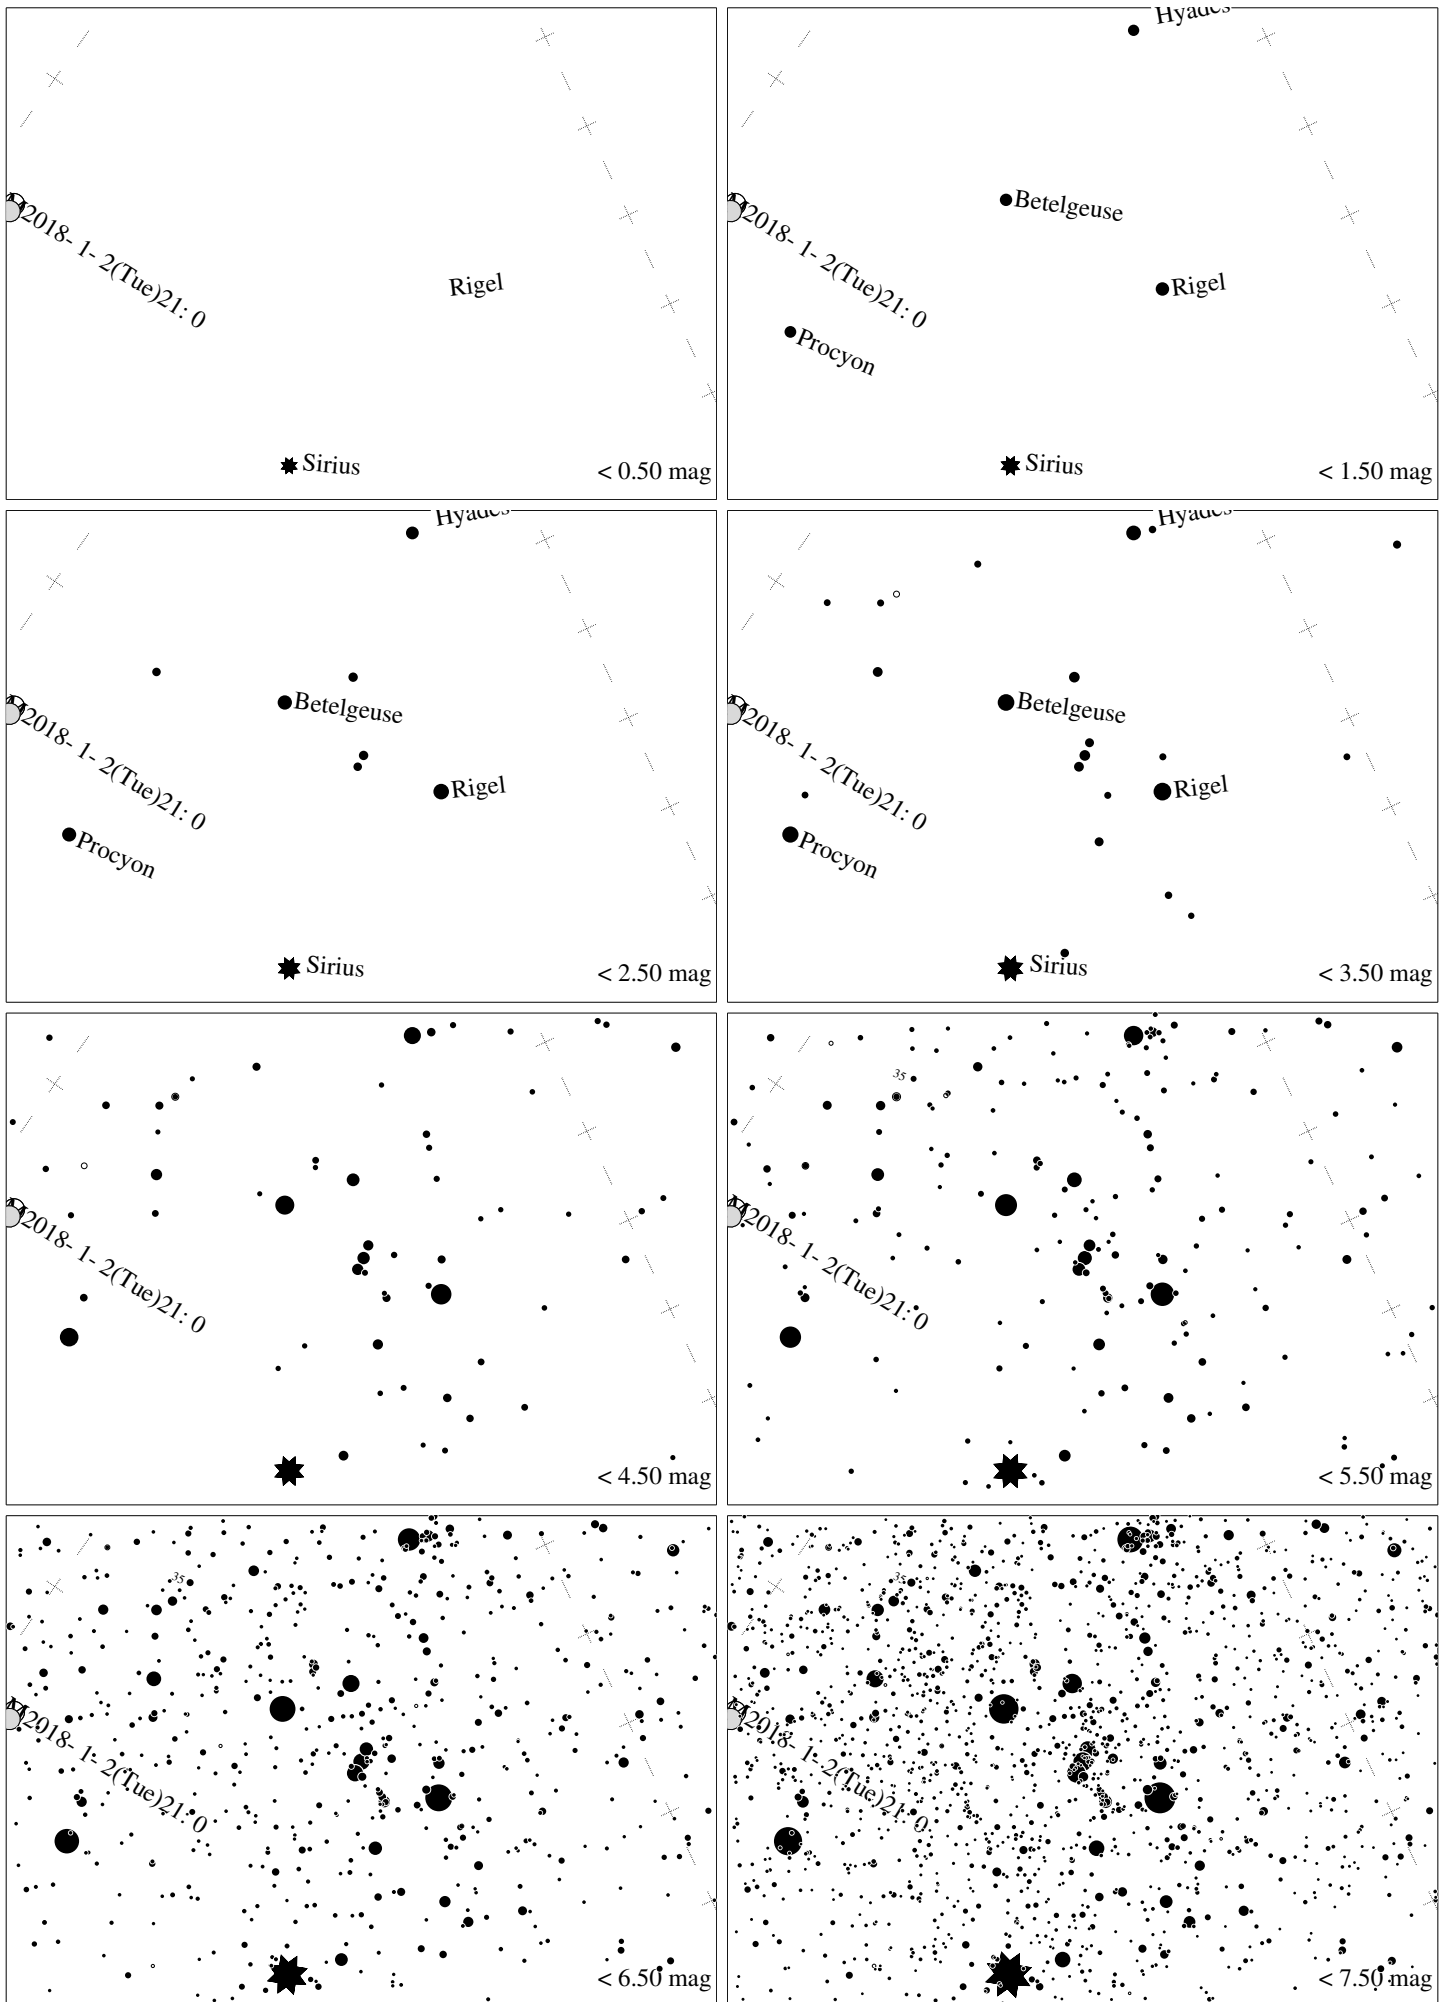 2018- 1- 2(Tue)21: 0
Rigel
Sirius
< 0.50 mag
Hyades
Betelgeuse
2018- 1- 2(Tue)21: 0
Rigel
Procyon
Sirius
< 1.50 mag
Hyades
Betelgeuse
2018- 1- 2(Tue)21: 0
Rigel
Procyon
Sirius
< 2.50 mag
Hyades
Betelgeuse
2018- 1- 2(Tue)21: 0
Rigel
Procyon
Sirius
< 3.50 mag
2018- 1- 2(Tue)21: 0
< 4.50 mag
35
2018- 1- 2(Tue)21: 0
< 5.50 mag
35
2018- 1- 2(Tue)21: 0
< 6.50 mag
35
2018- 1- 2(Tue)21: 0
< 7.50 mag